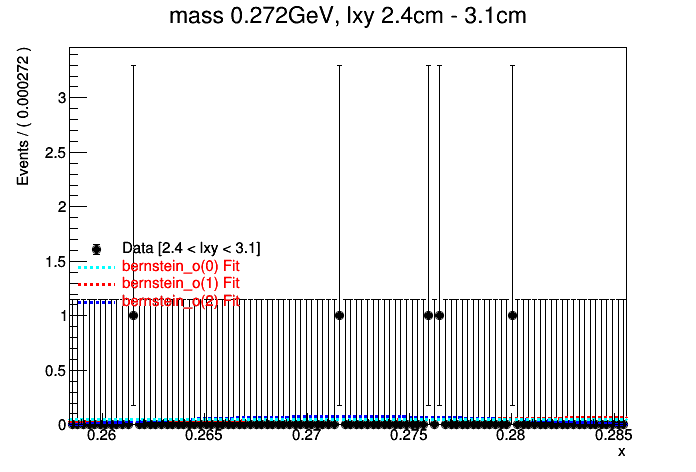 mass 0.272GeV, lxy 2.4cm - 3.1cm
Events / ( 0.000272 )
3
2.5
2
1.5
1
0.5
0
Data [2.4 < lxy < 3.1]
bernstein_o(0) Fit
bernstein_o(1) Fit
bernstein_o(2) Fit
0.26 0.265 0.27 0.275 0.28 0.285
x